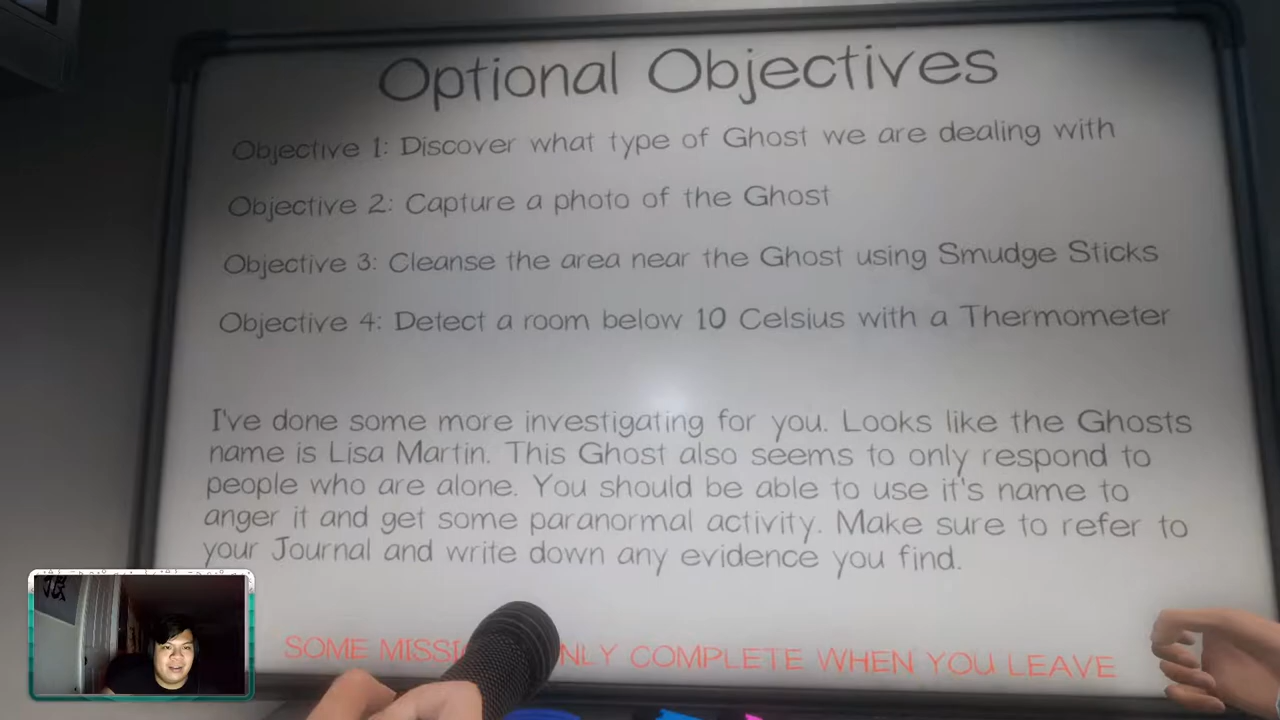 Optional Objectives
Objective 1: Discover what type of Ghost we are dealing with
Objective 2: Capture a photo of the Ghost
Objective 3: Cleanse the area near the Ghost using Smudge Sticks
Objective 4: Detect a room below 10 Celsius with a Thermometer
I've done some more investigating for you. Looks like the Ghosts
name is Lisa Martin. This Ghost also seems to only respond to
people who are alone. You should be able to use it's name to
anger it and get some paranormal activity. Make sure to refer to
your Journal and write down any evidence you find.
SOME COMPLETE WHEN YOU LEAVE